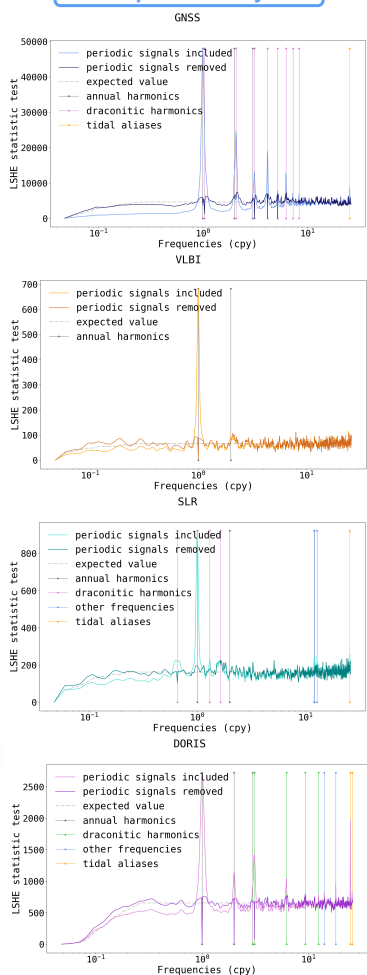 GNSS
50000
40000
30000
20000
10000
0
LSHE statistic test
periodic signals included
periodic signals removed
expected value
annual harmonics
draconitic harmonics
tidal aliases
10⁻¹ 10⁰ 10¹
Frequencies (cpy)
VLBI
700
600
500
400
300
200
100
0
LSHE statistic test
periodic signals included
periodic signals removed
expected value
annual harmonics
10⁻¹ 10⁰ 10¹
Frequencies (cpy)
SLR
800
600
400
200
0
LSHE statistic test
periodic signals included
periodic signals removed
expected value
annual harmonics
draconitic harmonics
other frequencies
tidal aliases
10⁻¹ 10⁰ 10¹
Frequencies (cpy)
DORIS
2500
2000
1500
1000
500
0
LSHE statistic test
periodic signals included
periodic signals removed
expected value
annual harmonics
draconitic harmonics
other frequencies
tidal aliases
10⁻¹ 10⁰ 10¹
Frequencies (cpy)